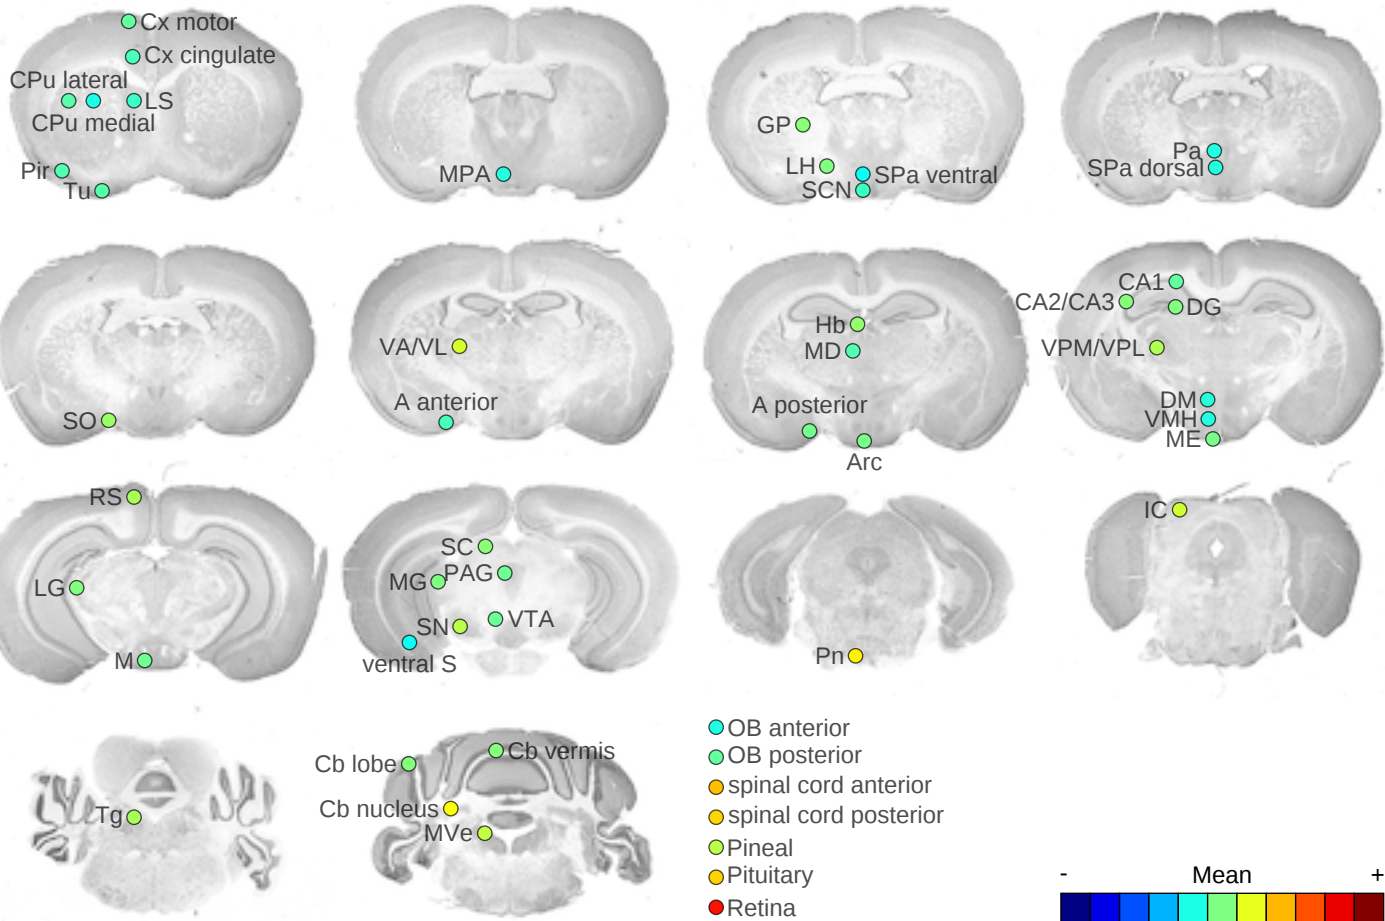 Cx motor
Cx cingulate
CPu lateral
LS
CPu medial
Pir
Tu
MPA
GP
LH
SPa ventral
SCN
Pa
SPa dorsal
SO
VA/VL
A anterior
Hb
MD
A posterior
Arc
CA1
CA2/CA3
DG
VPM/VPL
DM
VMH
ME
RS
LG
M
SC
MG
PAG
SN
VTA
ventral S
Pn
IC
Tg
Cb lobe
Cb vermis
Cb nucleus
MVe
OB anterior
OB posterior
spinal cord anterior
spinal cord posterior
Pineal
Pituitary
Retina
- Mean +